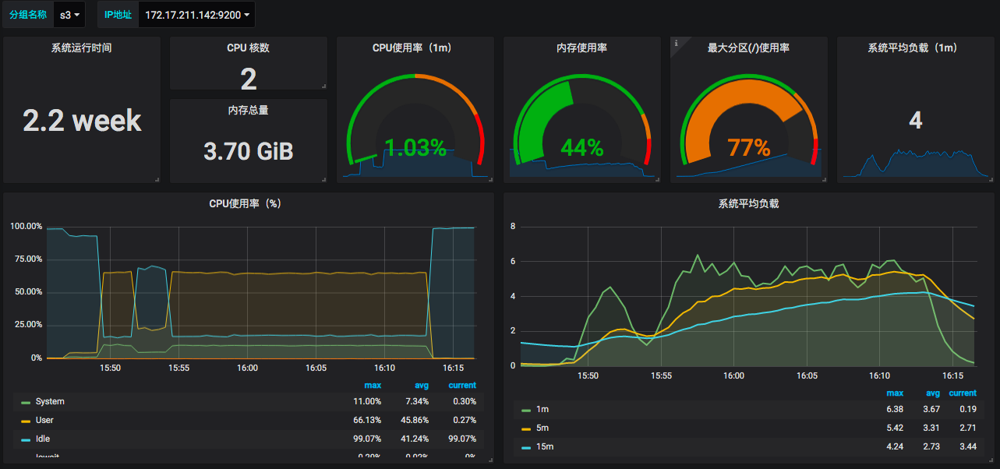 分组名称 s3 IP地址 172.17.211.142:9200
系统运行时间
2.2 week
CPU 核数
2
内存总量
3.70 GiB
CPU使用率（1m）
1.03%
内存使用率
44%
i
最大分区(/)使用率
77%
系统平均负载（1m）
4
CPU使用率（%）
100.00%
75.00%
50.00%
25.00%
0%
15:50 15:55 16:00 16:05 16:10 16:15
max avg current
System 11.00% 7.34% 0.30%
User 66.13% 45.86% 0.27%
Idle 99.07% 41.24% 99.07%
Iowait 0.20% 0.02% 0%
系统平均负载
8
6
4
2
0
15:50 15:55 16:00 16:05 16:10 16:15
max avg current
1m 6.38 3.67 0.19
5m 5.42 3.31 2.71
15m 4.24 2.73 3.44